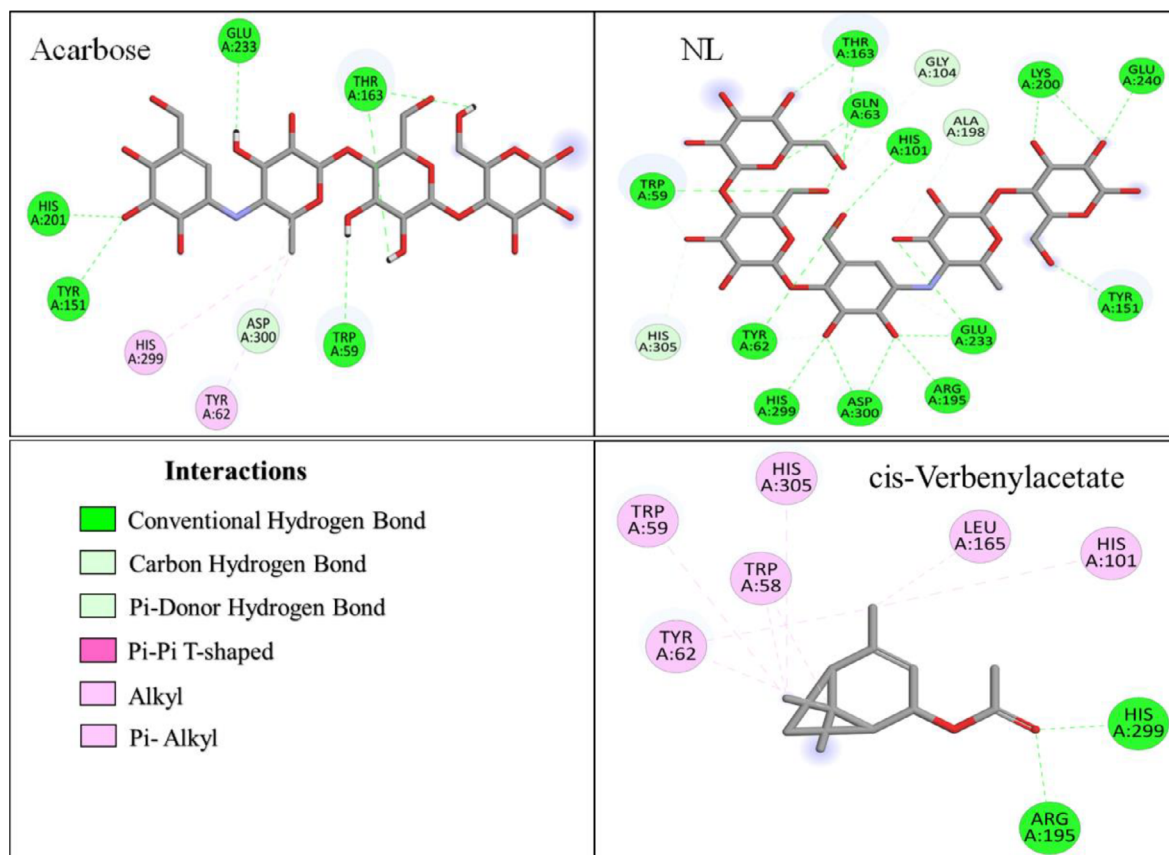 Acarbose
GLU
A:233
THR
A:163
HIS
A:201
TYR
A:151
HIS
A:299
ASP
A:300
TRP
A:59
TYR
A:62
NL
THR
A:163
GLY
A:104
LYS
A:200
GLU
A:240
GLN
A:63
ALA
A:198
HIS
A:101
TRP
A:59
HIS
A:305
TYR
A:62
GLU
A:233
TYR
A:151
HIS
A:299
ASP
A:300
ARG
A:195
Interactions
Conventional Hydrogen Bond
Carbon Hydrogen Bond
Pi-Donor Hydrogen Bond
Pi-Pi T-shaped
Alkyl
Pi- Alkyl
cis-Verbenylacetate
HIS
A:305
TRP
A:59
LEU
A:165
HIS
A:101
TRP
A:58
TYR
A:62
HIS
A:299
ARG
A:195